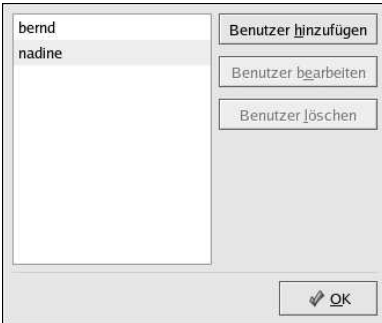 bernd
nadine
Benutzer hinzufügen
Benutzer bearbeiten
Benutzer löschen
OK